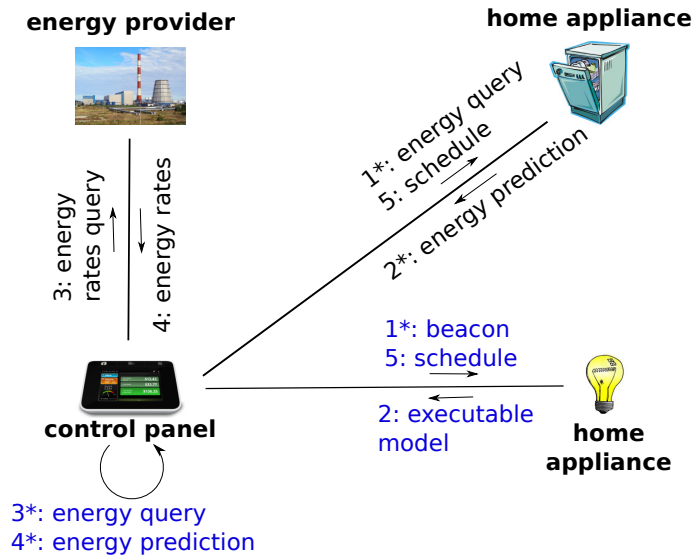 energy provider
home appliance
1*: energy query
5: schedule
2*: energy prediction
3: energy
rates query
4: energy rates
1*: beacon
5: schedule
2: executable
model
control panel
home
appliance
3*: energy query
4*: energy prediction